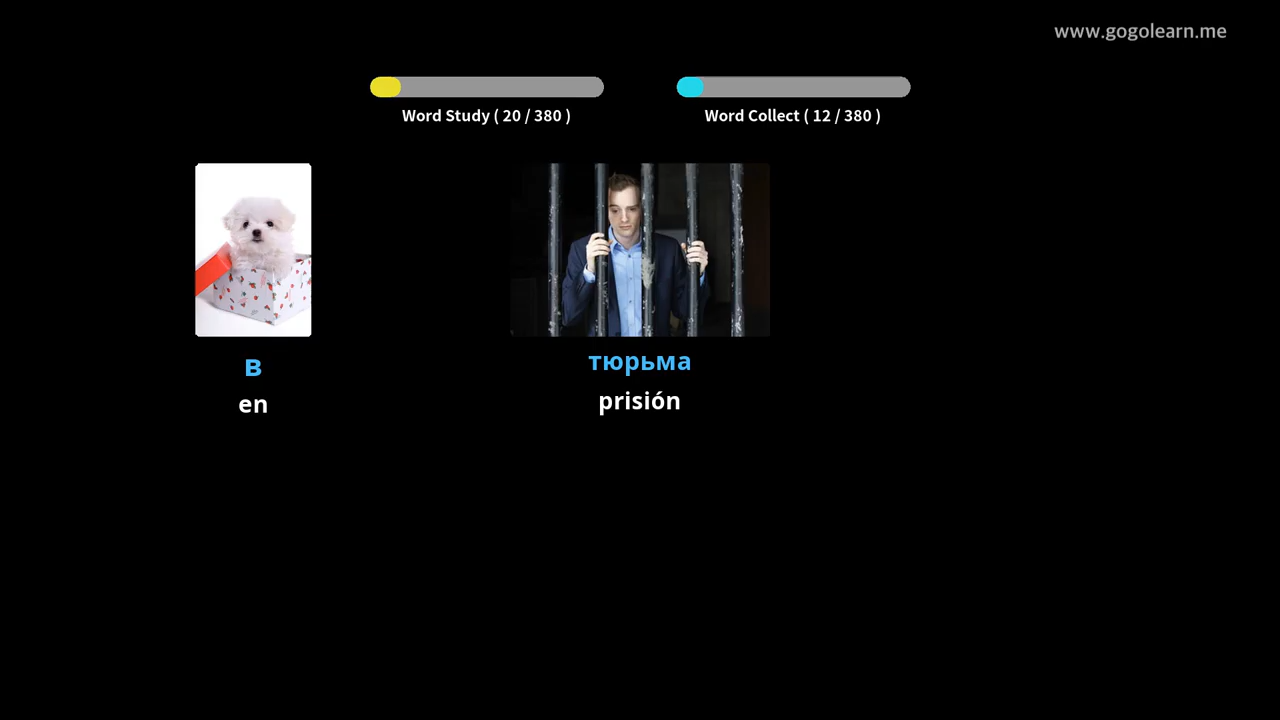 www.gogolearn.me
Word Study ( 20 / 380 )
Word Collect ( 12 / 380 )
в
en
тюрьма
prisión